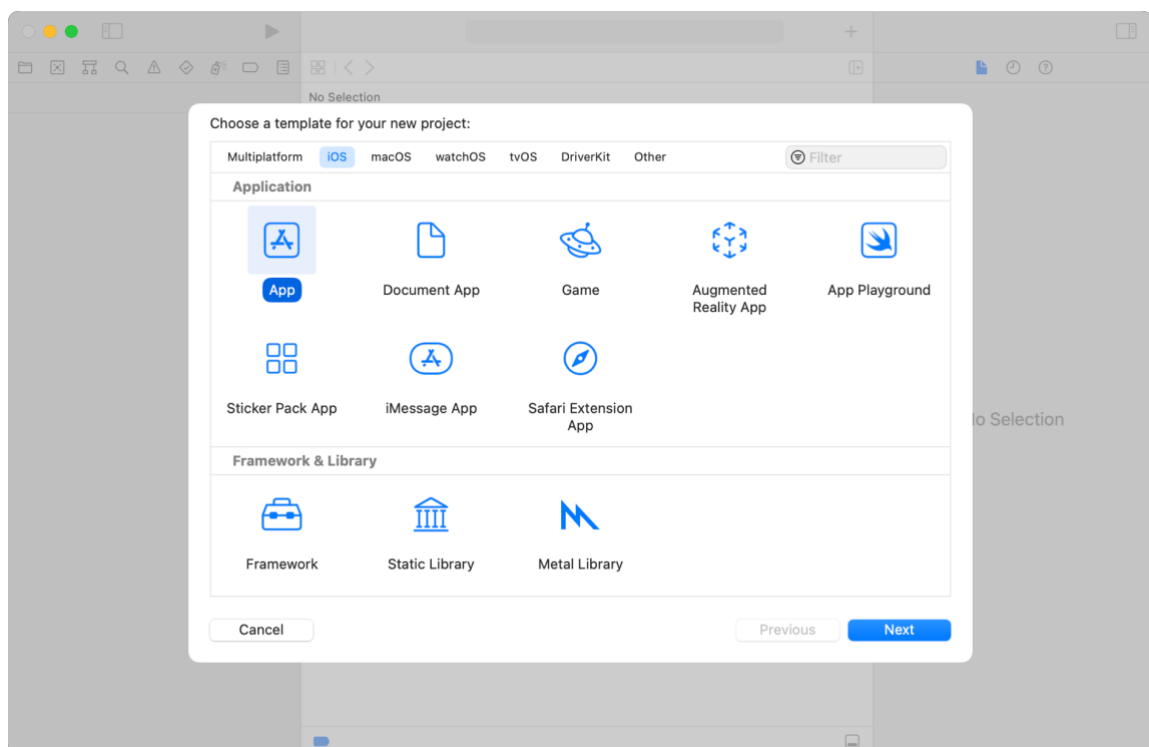 No Selection
Choose a template for your new project:
Multiplatform iOS macOS watchOS tvOS DriverKit Other Filter
Application
App Document App Game Augmented Reality App App Playground
Sticker Pack App iMessage App Safari Extension App
Framework & Library
Framework Static Library Metal Library
Cancel Previous Next
o Selection